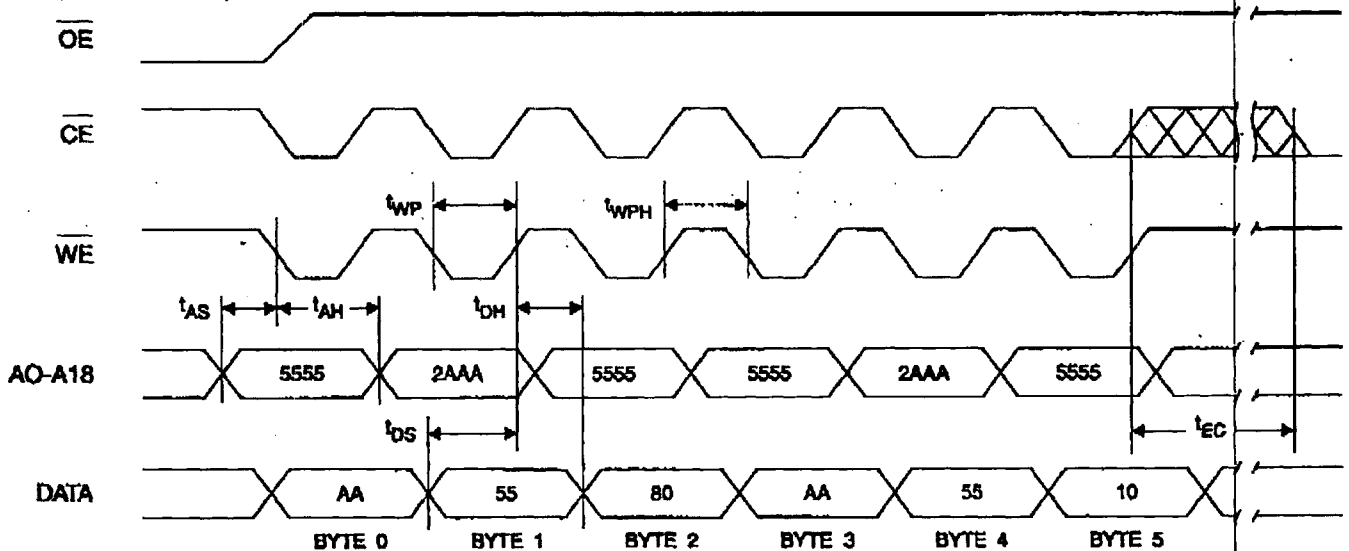 OE
CE
tWP
tWPH
WE
tAS
tAH
tDH
AO-A18
5555
2AAA
5555
5555
2AAA
5555
tDS
tEC
DATA
AA
55
80
AA
55
10
BYTE 0
BYTE 1
BYTE 2
BYTE 3
BYTE 4
BYTE 5